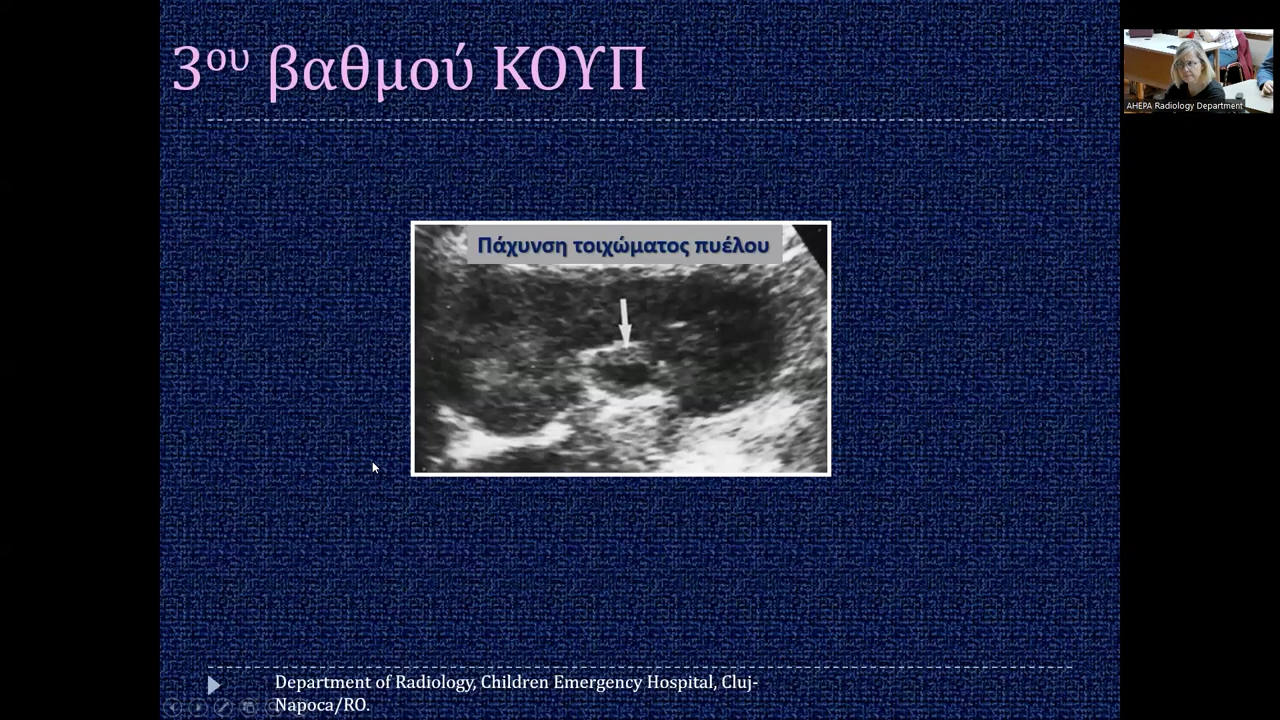 3ου βαθμού ΚΟΥΠ
AHEPA Radiology Department
Πάχυνση τοιχώματος πυέλου
Department of Radiology, Children Emergency Hospital, Cluj-
Napoca/RO.